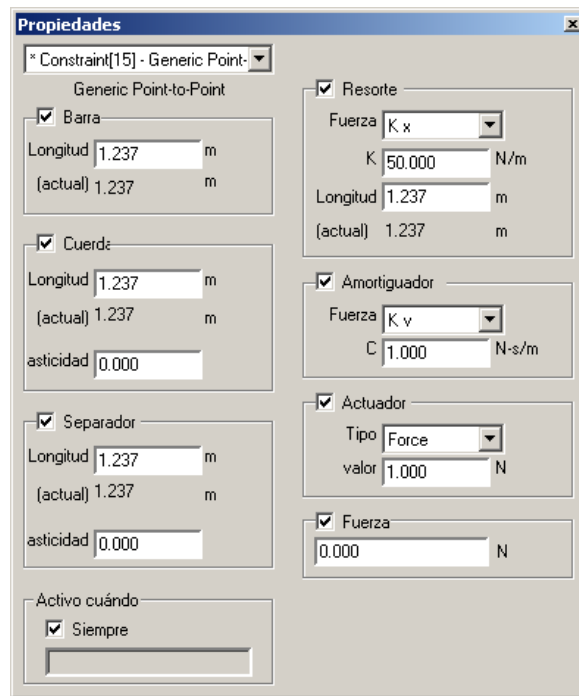 Propiedades
* Constraint[15] - Generic Point-
Generic Point-to-Point
Barra
Longitud 1.237 m
(actual) 1.237 m
Cuerda
Longitud 1.237 m
(actual) 1.237 m
asticidad 0.000
Separador
Longitud 1.237 m
(actual) 1.237 m
asticidad 0.000
Activo cuándo
Siempre
Resorte
Fuerza K x
K 50.000 N/m
Longitud 1.237 m
(actual) 1.237 m
Amortiguador
Fuerza K v
C 1.000 N-s/m
Actuador
Tipo Force
valor 1.000 N
Fuerza
0.000 N